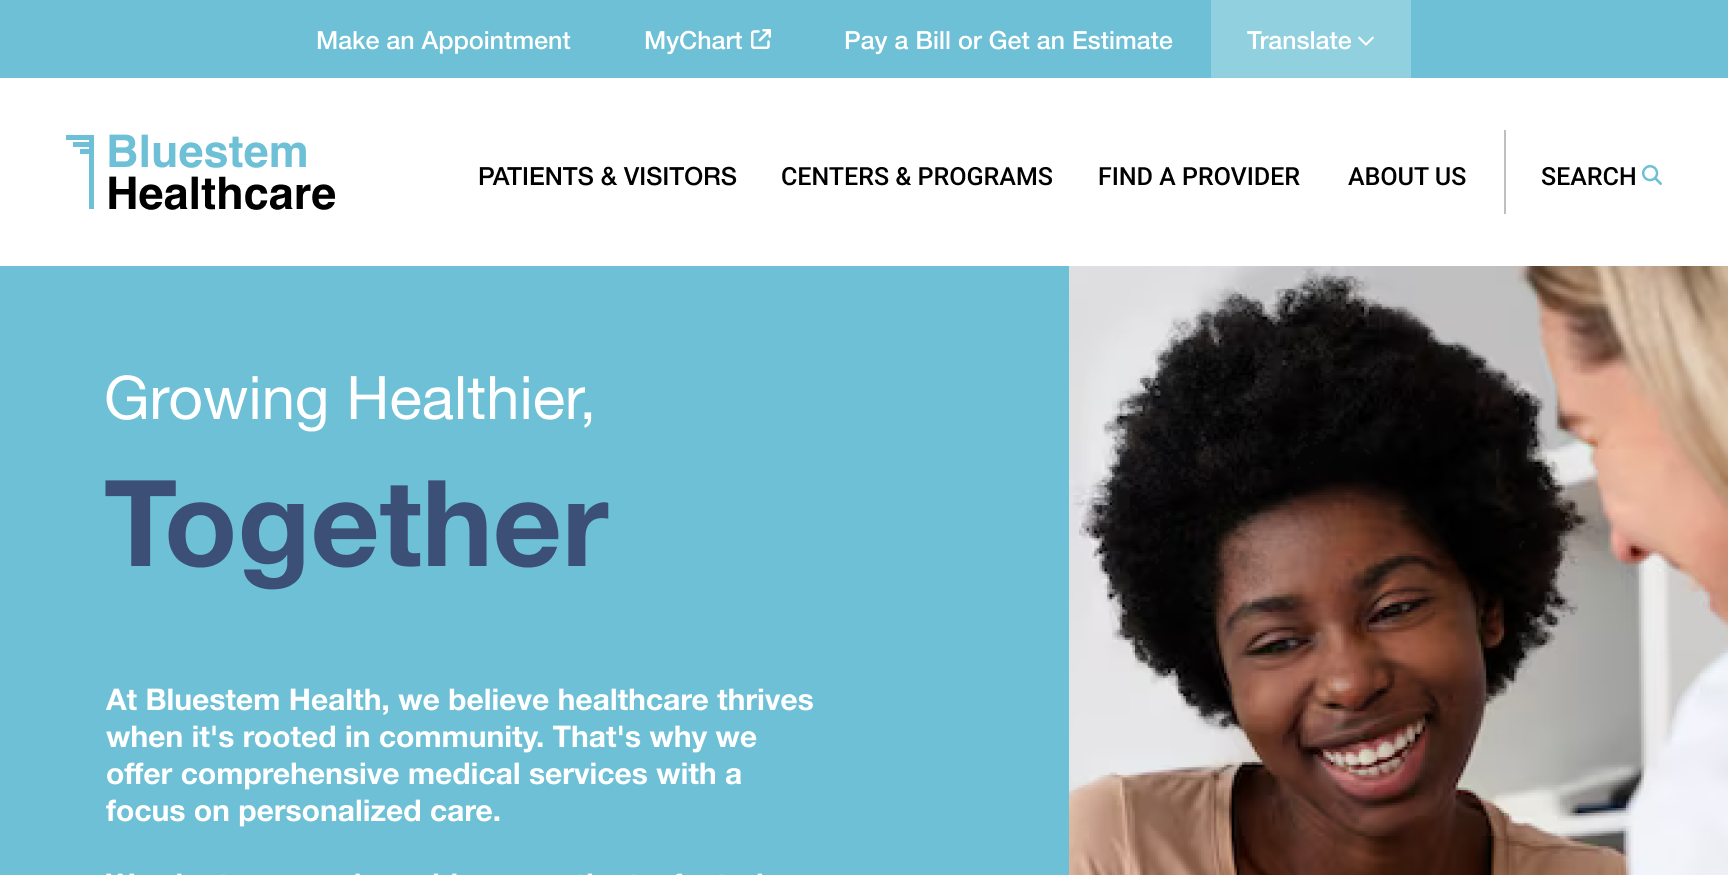 Make an Appointment
MyChart
Pay a Bill or Get an Estimate
Translate
Bluestem
Healthcare
PATIENTS & VISITORS
CENTERS & PROGRAMS
FIND A PROVIDER
ABOUT US
SEARCH
Growing Healthier,
Together
At Bluestem Health, we believe healthcare thrives
when it's rooted in community. That's why we
offer comprehensive medical services with a
focus on personalized care.